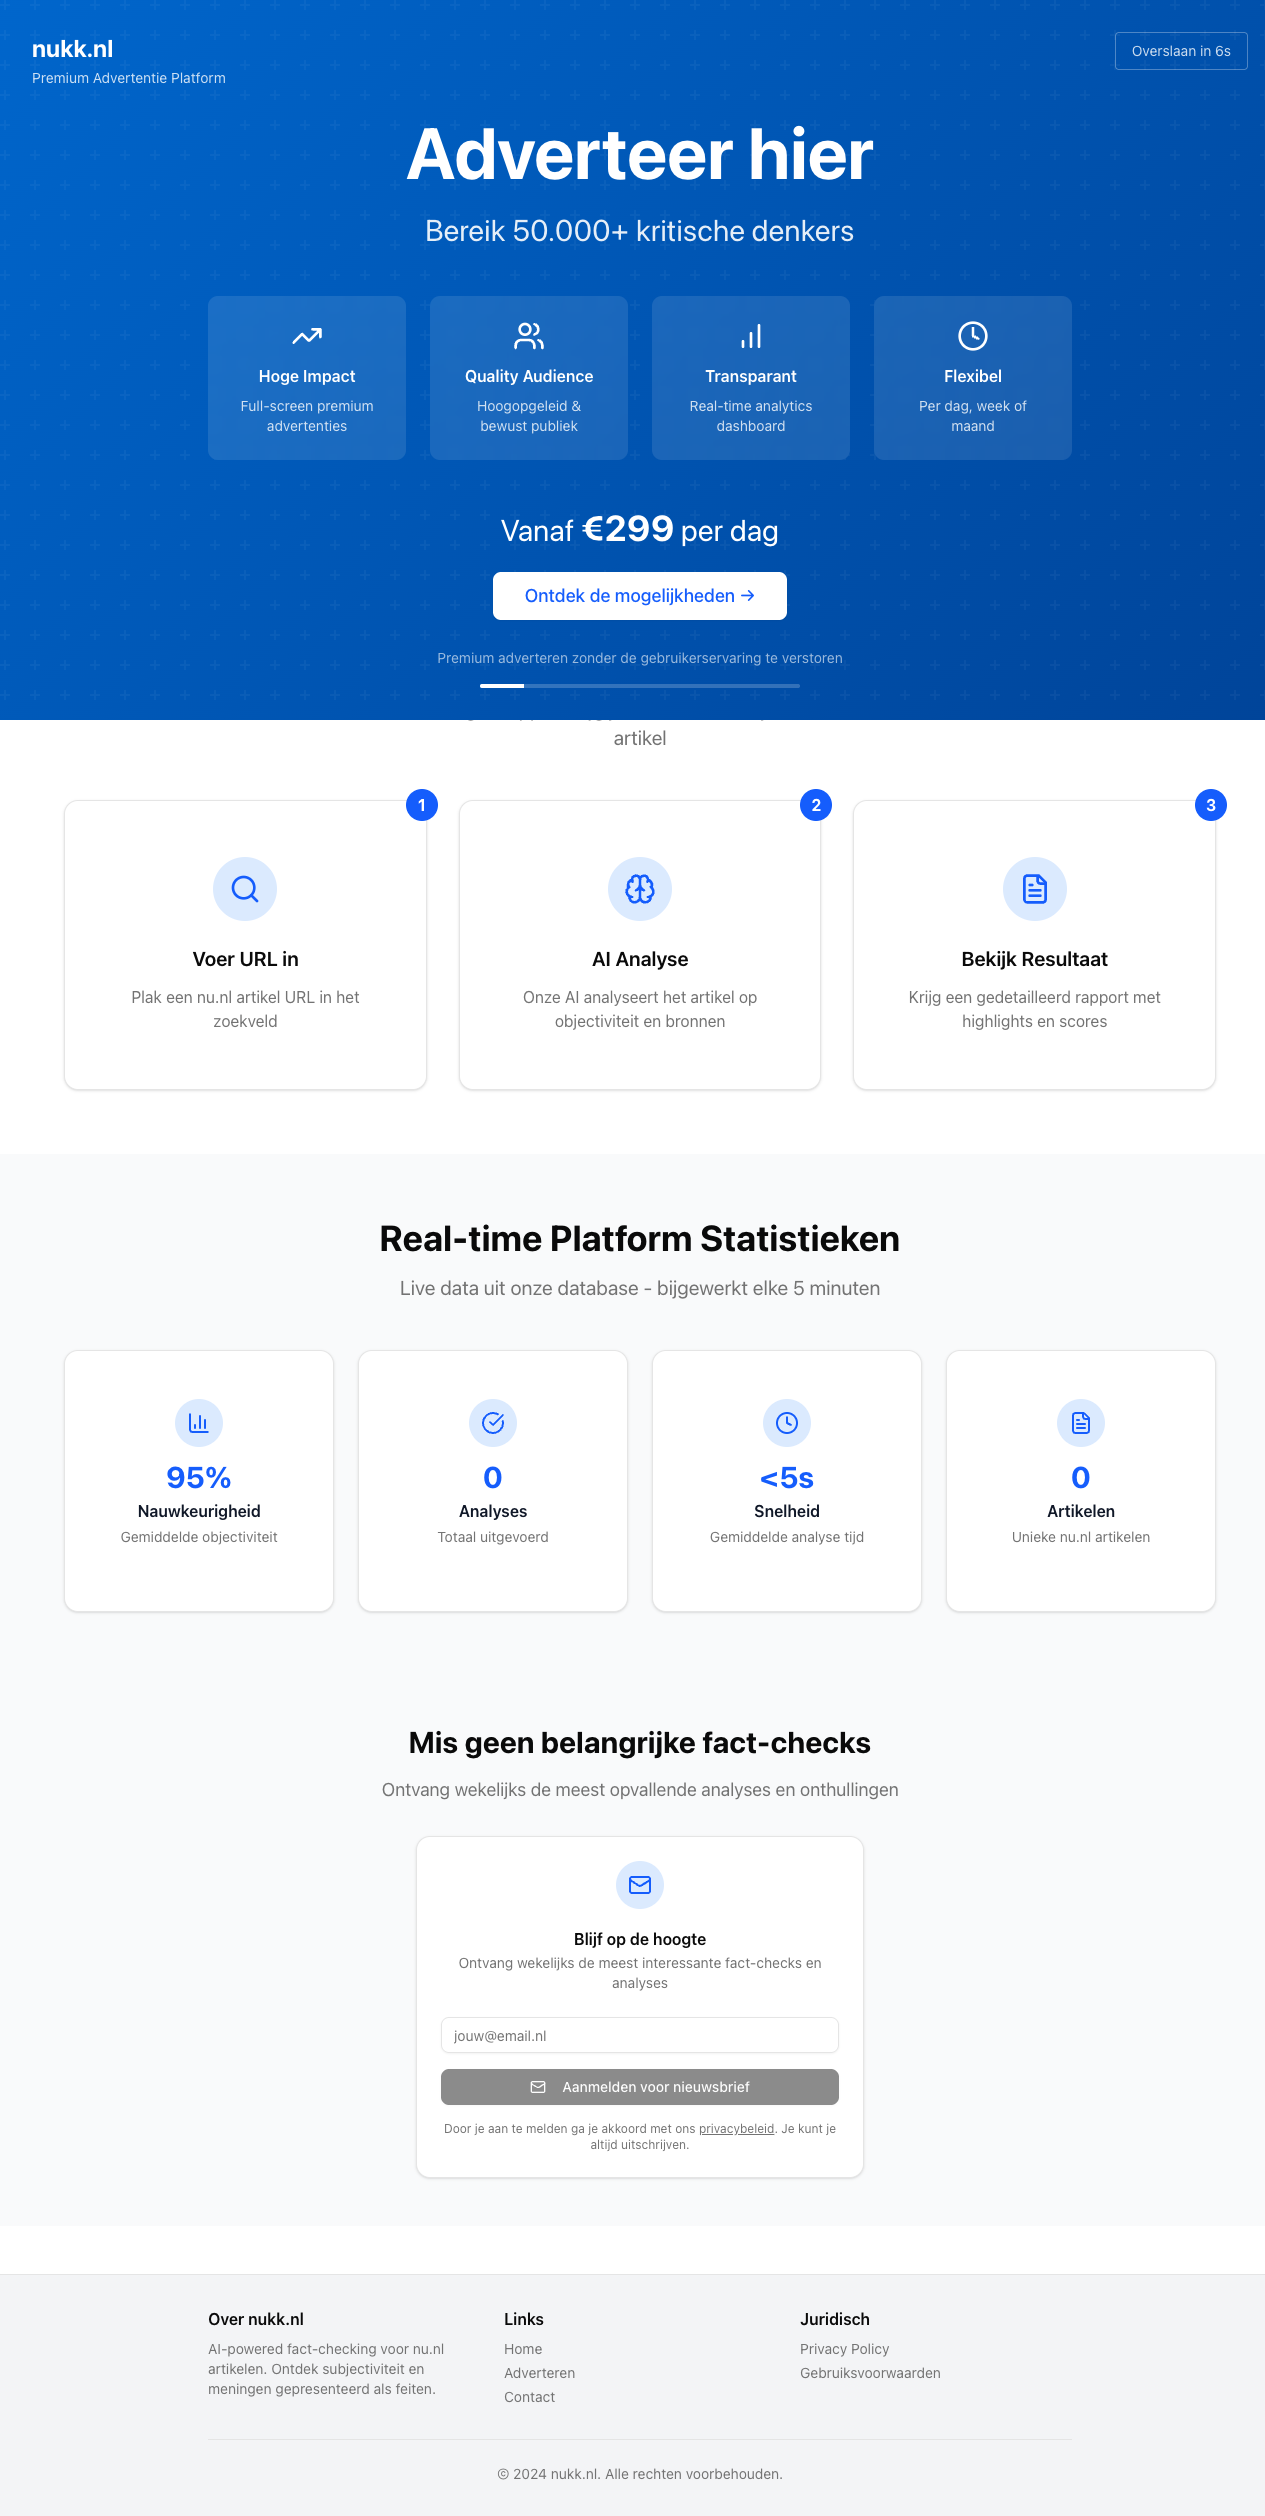 nukk.nl
Premium Advertentie Platform
Overslaan in 6s
Adverteer hier
Bereik 50.000+ kritische denkers
Hoge Impact
Full-screen premium
advertenties
Quality Audience
Hoogopgeleid &
bewust publiek
Transparant
Real-time analytics
dashboard
Flexibel
Per dag, week of
maand
Vanaf €299 per dag
Ontdek de mogelijkheden →
Premium adverteren zonder de gebruikerservaring te verstoren
artikel
1
Voer URL in
Plak een nu.nl artikel URL in het
zoekveld
2
AI Analyse
Onze AI analyseert het artikel op
objectiviteit en bronnen
3
Bekijk Resultaat
Krijg een gedetailleerd rapport met
highlights en scores
Real-time Platform Statistieken
Live data uit onze database - bijgewerkt elke 5 minuten
95%
Nauwkeurigheid
Gemiddelde objectiviteit
0
Analyses
Totaal uitgevoerd
<5s
Snelheid
Gemiddelde analyse tijd
0
Artikelen
Unieke nu.nl artikelen
Mis geen belangrijke fact-checks
Ontvang wekelijks de meest opvallende analyses en onthullingen
Blijf op de hoogte
Ontvang wekelijks de meest interessante fact-checks en
analyses
jouw@email.nl
Aanmelden voor nieuwsbrief
Door je aan te melden ga je akkoord met ons privacybeleid. Je kunt je
altijd uitschrijven.
Over nukk.nl
AI-powered fact-checking voor nu.nl
artikelen. Ontdek subjectiviteit en
meningen gepresenteerd als feiten.
Links
Home
Adverteren
Contact
Juridisch
Privacy Policy
Gebruiksvoorwaarden
© 2024 nukk.nl. Alle rechten voorbehouden.